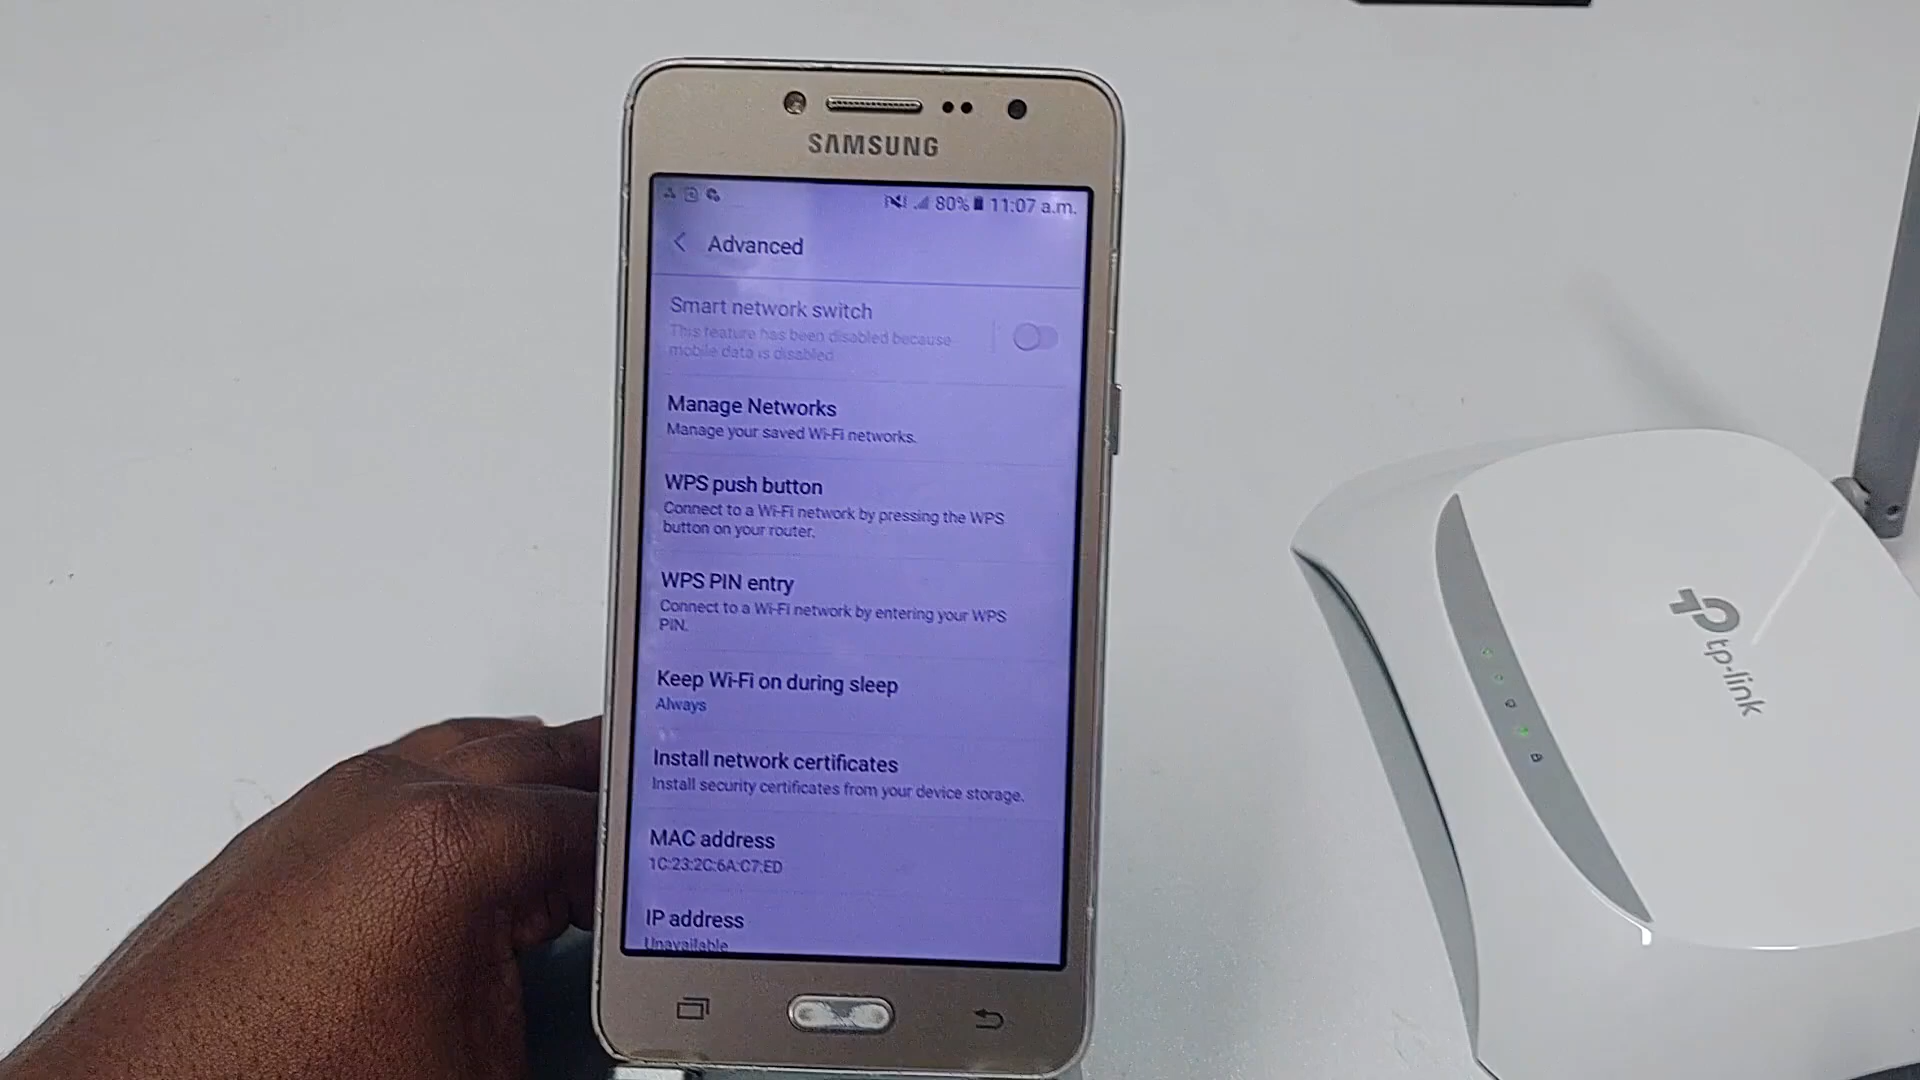 SAMSUNG
80% 11:07 a.m.
Advanced
Smart network switch
This feature has been disabled because
mobile data is disabled.
Manage Networks
Manage your saved Wi-Fi networks.
WPS push button
Connect to a Wi-Fi network by pressing the WPS
button on your router.
WPS PIN entry
Connect to a Wi-Fi network by entering your WPS
PIN.
Keep Wi-Fi on during sleep
Always
Install network certificates
Install security certificates from your device storage.
MAC address
1C:23:2C:6A:C7:ED
IP address
Unavailable
tp-link